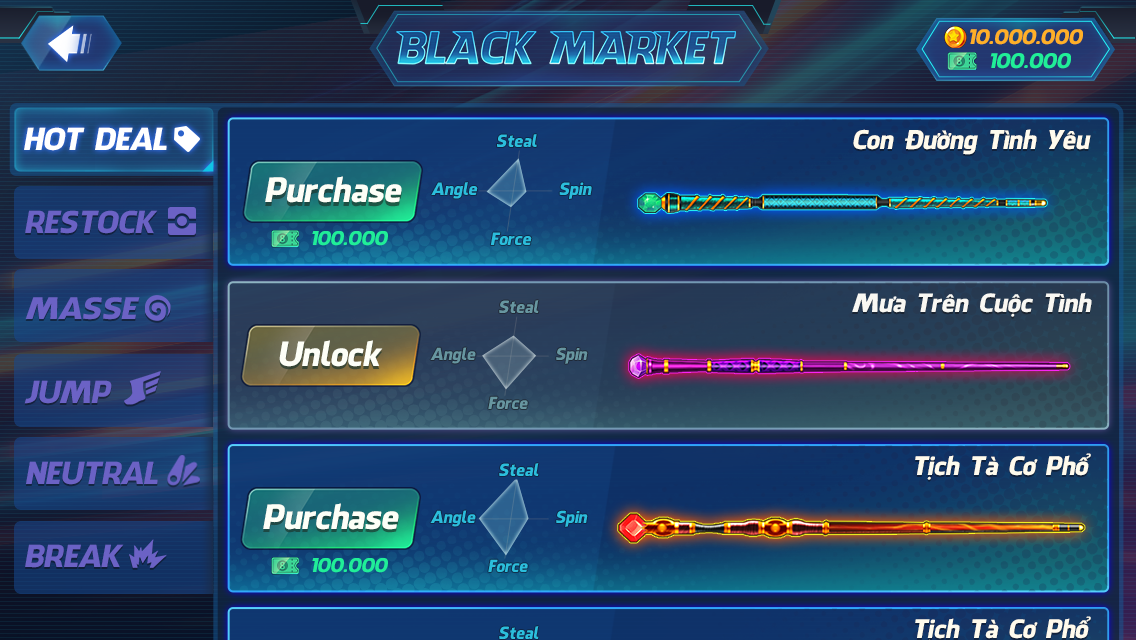 BLACK MARKET
10.000.000
100.000
HOT DEAL
RESTOCK
MASSE
JUMP
NEUTRAL
BREAK
Con Đường Tình Yêu
Purchase
100.000
Steal
Angle
Spin
Force
Mưa Trên Cuộc Tình
Unlock
Steal
Angle
Spin
Force
Tịch Tà Cơ Phổ
Purchase
100.000
Steal
Angle
Spin
Force
Tịch Tà Cơ Phổ
Steal